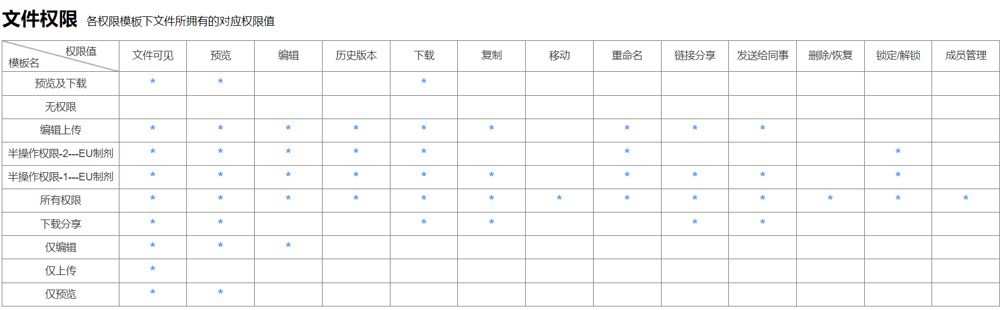 文件权限 各权限模板下文件所拥有的对应权限值
权限值
模板名 文件可见 预览 编辑 历史版本 下载 复制 移动 重命名 链接分享 发送给同事 删除/恢复 锁定/解锁 成员管理
预览及下载 * * *
无权限
编辑上传 * * * * * * * * *
半操作权限-2---EU制剂 * * * * * * *
半操作权限-1---EU制剂 * * * * * * * * * *
所有权限 * * * * * * * * * * * * *
下载分享 * * * * * *
仅编辑 * * *
仅上传 *
仅预览 * *